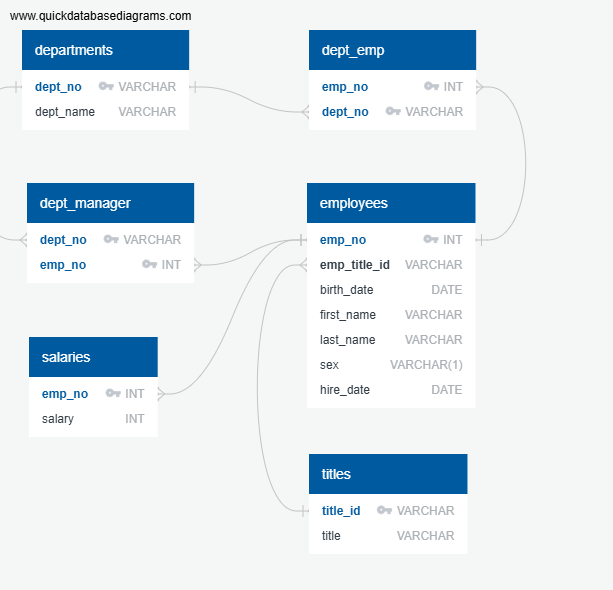 www.quickdatabasediagrams.com
departments
dept_no VARCHAR
dept_name VARCHAR
dept_emp
emp_no INT
dept_no VARCHAR
dept_manager
dept_no VARCHAR
emp_no INT
employees
emp_no INT
emp_title_id VARCHAR
birth_date DATE
first_name VARCHAR
last_name VARCHAR
sex VARCHAR(1)
hire_date DATE
salaries
emp_no INT
salary INT
titles
title_id VARCHAR
title VARCHAR